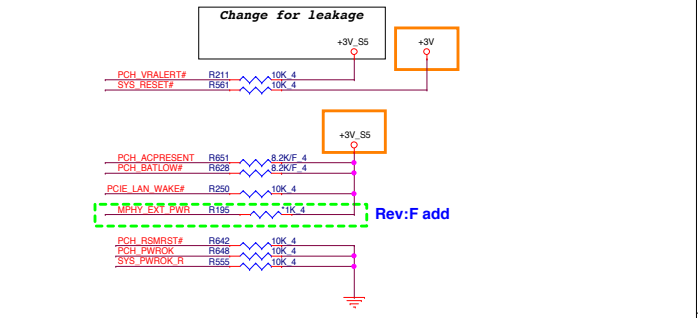 Change for leakage
+3V_S5
+3V
PCH_VRALERT# R211 10K_4
SYS_RESET# R561 10K_4
+3V_S5
PCH_ACPRESENT R651 8.2K/F_4
PCH_BATLOW# R628 8.2K/F_4
PCIE_LAN_WAKE# R250 10K_4
MPHY_EXT_PWR R195 *1K_4 Rev:F add
PCH_RSMRST# R642 10K_4
PCH_PWROK R648 10K_4
SYS_PWROK_R R555 10K_4